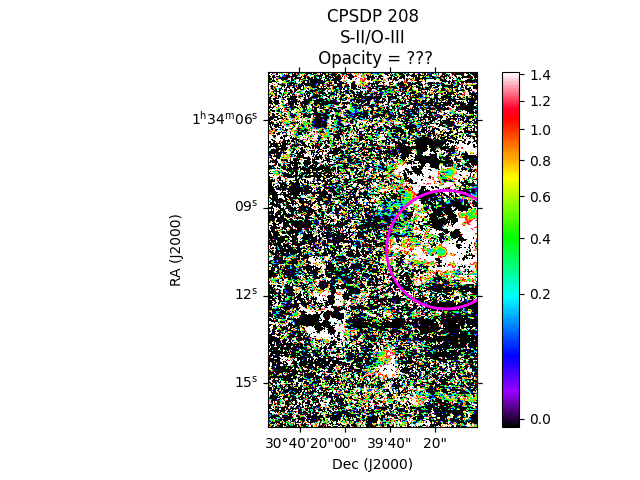 CPSDP 208
S-II/O-III
Opacity = ???
1h34m06s
09s
12s
15s
RA (J2000)
30°40'20"00" 39'40" 20"
Dec (J2000)
1.4
1.2
1.0
0.8
0.6
0.4
0.2
0.0